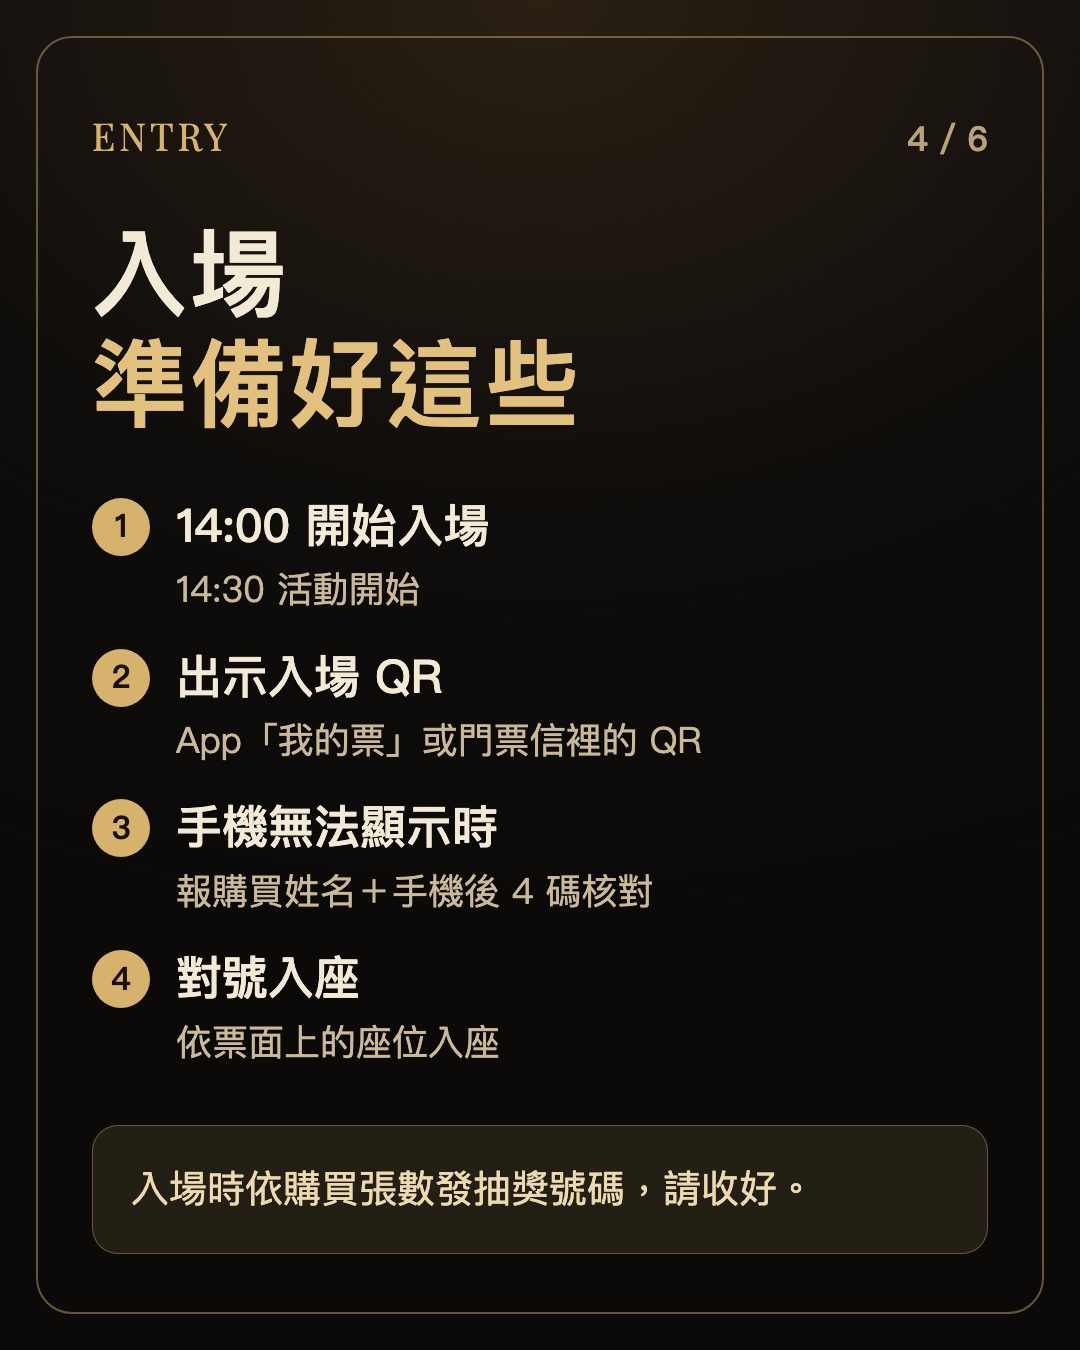 ENTRY
4 / 6
入場
準備好這些
1
14:00 開始入場
14:30 活動開始
2
出示入場 QR
App「我的票」或門票信裡的 QR
3
手機無法顯示時
報購買姓名＋手機後 4 碼核對
4
對號入座
依票面上的座位入座
入場時依購買張數發抽獎號碼，請收好。